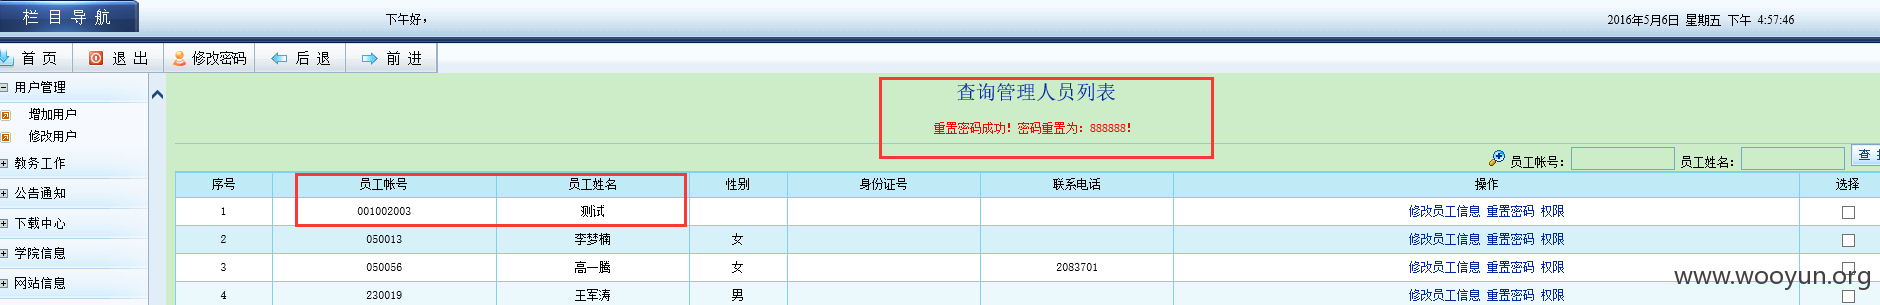 栏 目 导 航
下午好，
2016年5月6日 星期五 下午 4:57:46
首 页 退 出 修改密码 后 退 前 进
用户管理
增加用户
修改用户
教务工作
公告通知
下载中心
学院信息
网站信息
查询管理人员列表
重置密码成功！密码重置为：888888！
员工帐号： 员工姓名： 查
序号 员工帐号 员工姓名 性别 身份证号 联系电话 操作 选择
1 001002003 测试 修改员工信息 重置密码 权限
2 050013 李梦楠 女 修改员工信息 重置密码 权限
3 050056 高一腾 女 2083701 修改员工信息 重置密码 权限
4 230019 王军涛 男 修改员工信息 重置密码 权限
www.wooyun.org